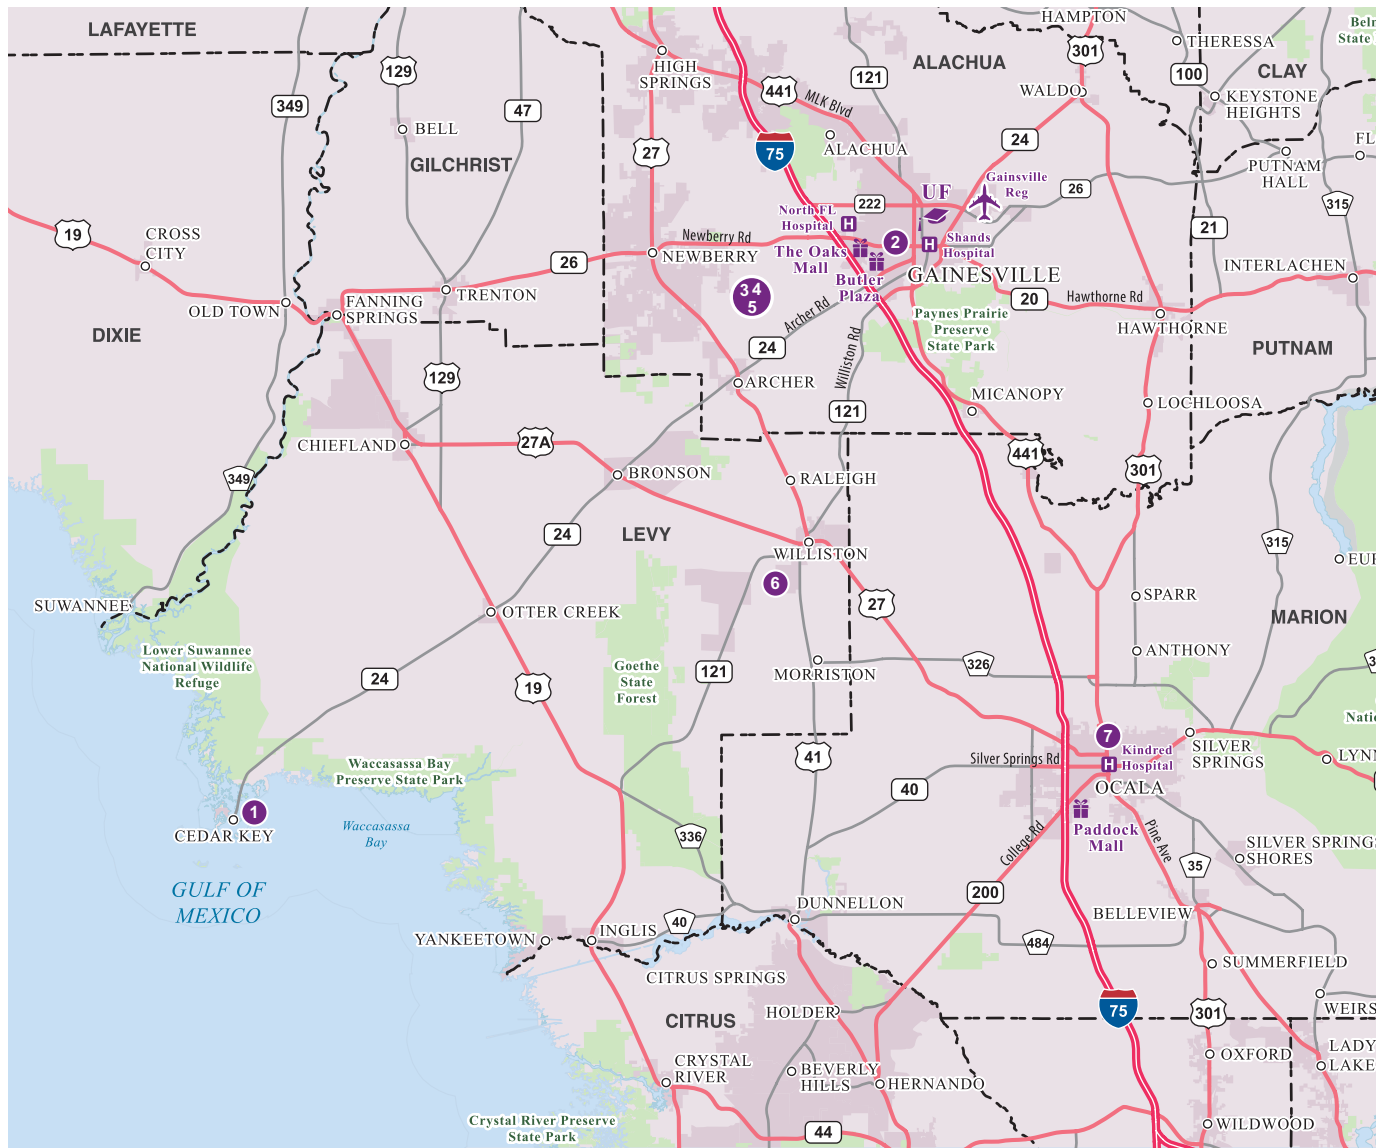 LAFAYETTE
HAMPTON
Belm
State
THERESSA
301
ALACHUA
HIGH
SPRINGS
129
121
441
100
CLAY
WALDO
KEYSTONE
HEIGHTS
349
47
MLK Blvd
BELL
24
FL
27
75
ALACHUA
GILCHRIST
PUTNAM
HALL
Gainsville
Reg
UF
26
222
315
North FL
Hospital
19
CROSS
CITY
Newberry Rd
2
Shands
Hospital
21
NEWBERRY
The Oaks
Mall
26
INTERLACHEN
GAINESVILLE
Butler
Plaza
3 4
5
TRENTON
20
Hawthorne Rd
OLD TOWN
FANNING
SPRINGS
Archer Rd
Paynes Prairie
Preserve
State Park
HAWTHORNE
DIXIE
24
Williston Rd
PUTNAM
129
ARCHER
MICANOPY
LOCHLOOSA
121
CHIEFLAND
27A
441
BRONSON
301
349
RALEIGH
24
LEVY
315
WILLISTON
EUR
6
SUWANNEE
OTTER CREEK
27
SPARR
MARION
Lower Suwannee
National Wildlife
Refuge
Goethe
State
Forest
ANTHONY
24
121
MORRISTON
326
3
19
N
Natio
7
Kindred
Hospital
SILVER
SPRINGS
Waccasassa Bay
Preserve State Park
41
Silver Springs Rd
LYNN
40
OCALA
1
CEDAR KEY
Waccasassa
Bay
Paddock
Mall
336
College Rd
Pine Ave
SILVER SPRINGS
SHORES
35
GULF OF
MEXICO
200
DUNNELLON
BELLEVIEW
40
YANKEETOWN
INGLIS
484
CITRUS SPRINGS
SUMMERFIELD
HOLDER
75
301
WEIRS
CITRUS
LADY
LAKE
CRYSTAL
RIVER
BEVERLY
HILLS
HERNANDO
OXFORD
Crystal River Preserve
State Park
44
WILDWOOD